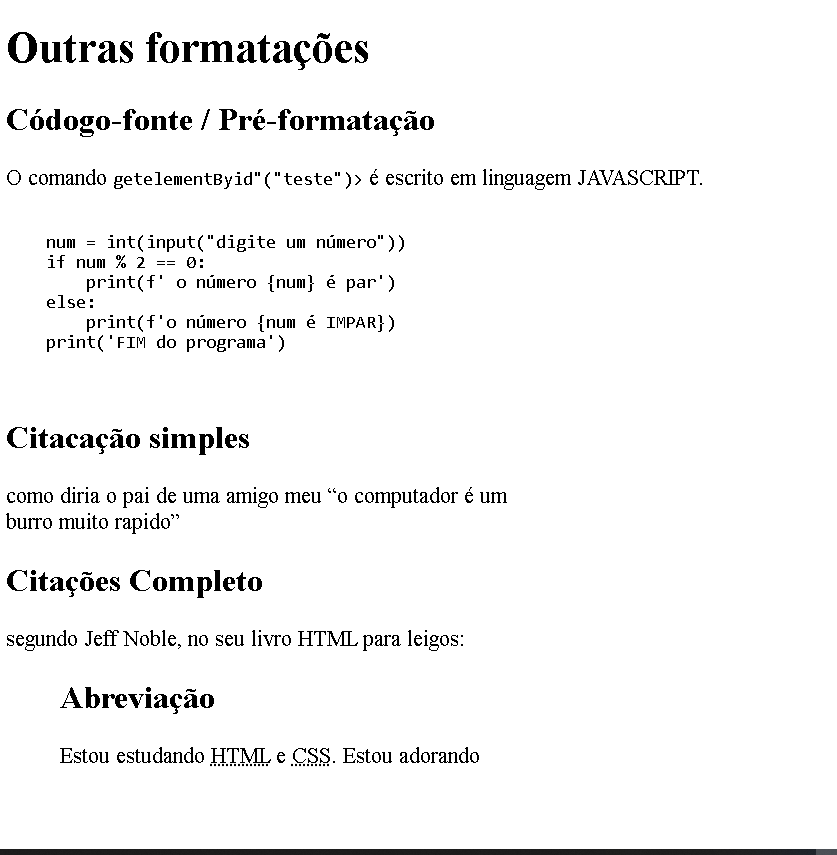 Outras formatações
Códogo-fonte / Pré-formatação
O comando getelementByid"("teste")> é escrito em linguagem JAVASCRIPT.
num = int(input("digite um número"))
if num % 2 == 0:
    print(f' o número {num} é par')
else:
    print(f'o número {num é IMPAR})
print('FIM do programa')
Citacação simples
como diria o pai de uma amigo meu “o computador é um
burro muito rapido”
Citações Completo
segundo Jeff Noble, no seu livro HTML para leigos:
Abreviação
Estou estudando HTML e CSS. Estou adorando